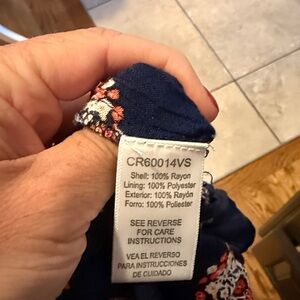 CR60014VS
Shell: 100% Rayon
Lining: 100% Polyester
Exterior: 100% Rayón
Forro: 100% Poliester
SEE REVERSE
FOR CARE
INSTRUCTIONS
VEA EL REVERSO
PARA INSTRUCCIONES
DE CUIDADO